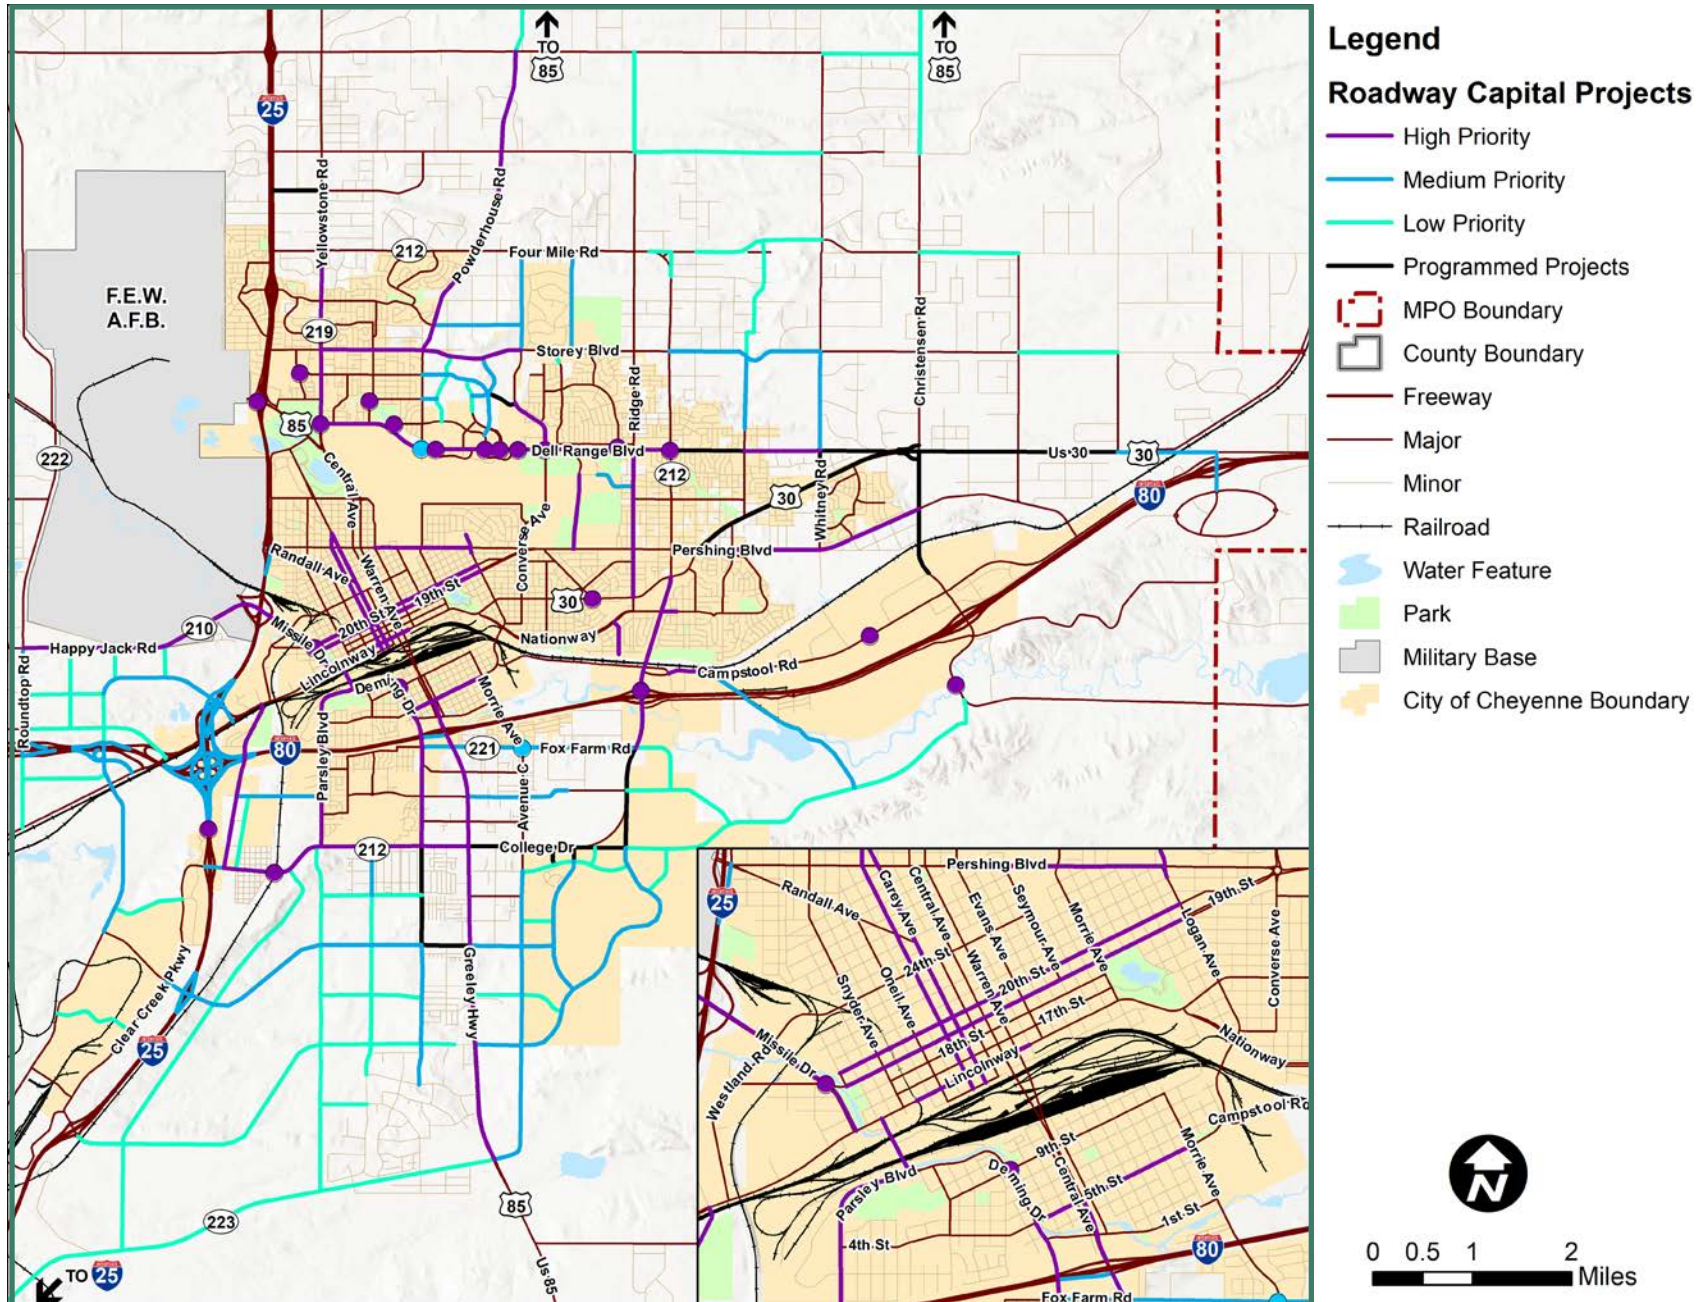 TO
85
TO
85
25
Yellowstone Rd
Powderhouse Rd
212
Four Mile Rd
F.E.W.
A.F.B.
219
Storey Blvd
Ridge Rd
Christensen Rd
85
222
Dell Range Blvd
212
Us 30
30
Central Ave
30
Whitney Rd
80
Converse Ave
Randall Ave
Warren Ave
Pershing Blvd
19th St
30
20th St
210
Missile Dr
Nationway
Happy Jack Rd
Lincolnway
Campstool Rd
Deming Dr
Morrie Ave
Roundtop Rd
Parsley Blvd
80
221
Fox Farm Rd
Avenue C
212
College Dr
Greeley Hwy
Clear Creek Pkwy
25
85
223
TO
25
Us 85
Pershing Blvd
25
Randall Ave
Carey Ave
Central Ave
Evans Ave
Seymour Ave
Morrie Ave
19th St
Logan Ave
Converse Ave
24th St
20th St
Snyder Ave
Oneil Ave
Warren Ave
17th St
18th St
Missile Dr
Westland Rd
Lincolnway
Nationway
Campstool Rd
9th St
Deming Dr
Central Ave
5th St
Morrie Ave
Parsley Blvd
1st St
4th St
80
Fox Farm Rd
Legend
Roadway Capital Projects
High Priority
Medium Priority
Low Priority
Programmed Projects
MPO Boundary
County Boundary
Freeway
Major
Minor
Railroad
Water Feature
Park
Military Base
City of Cheyenne Boundary
N
0 0.5 1 2
Miles